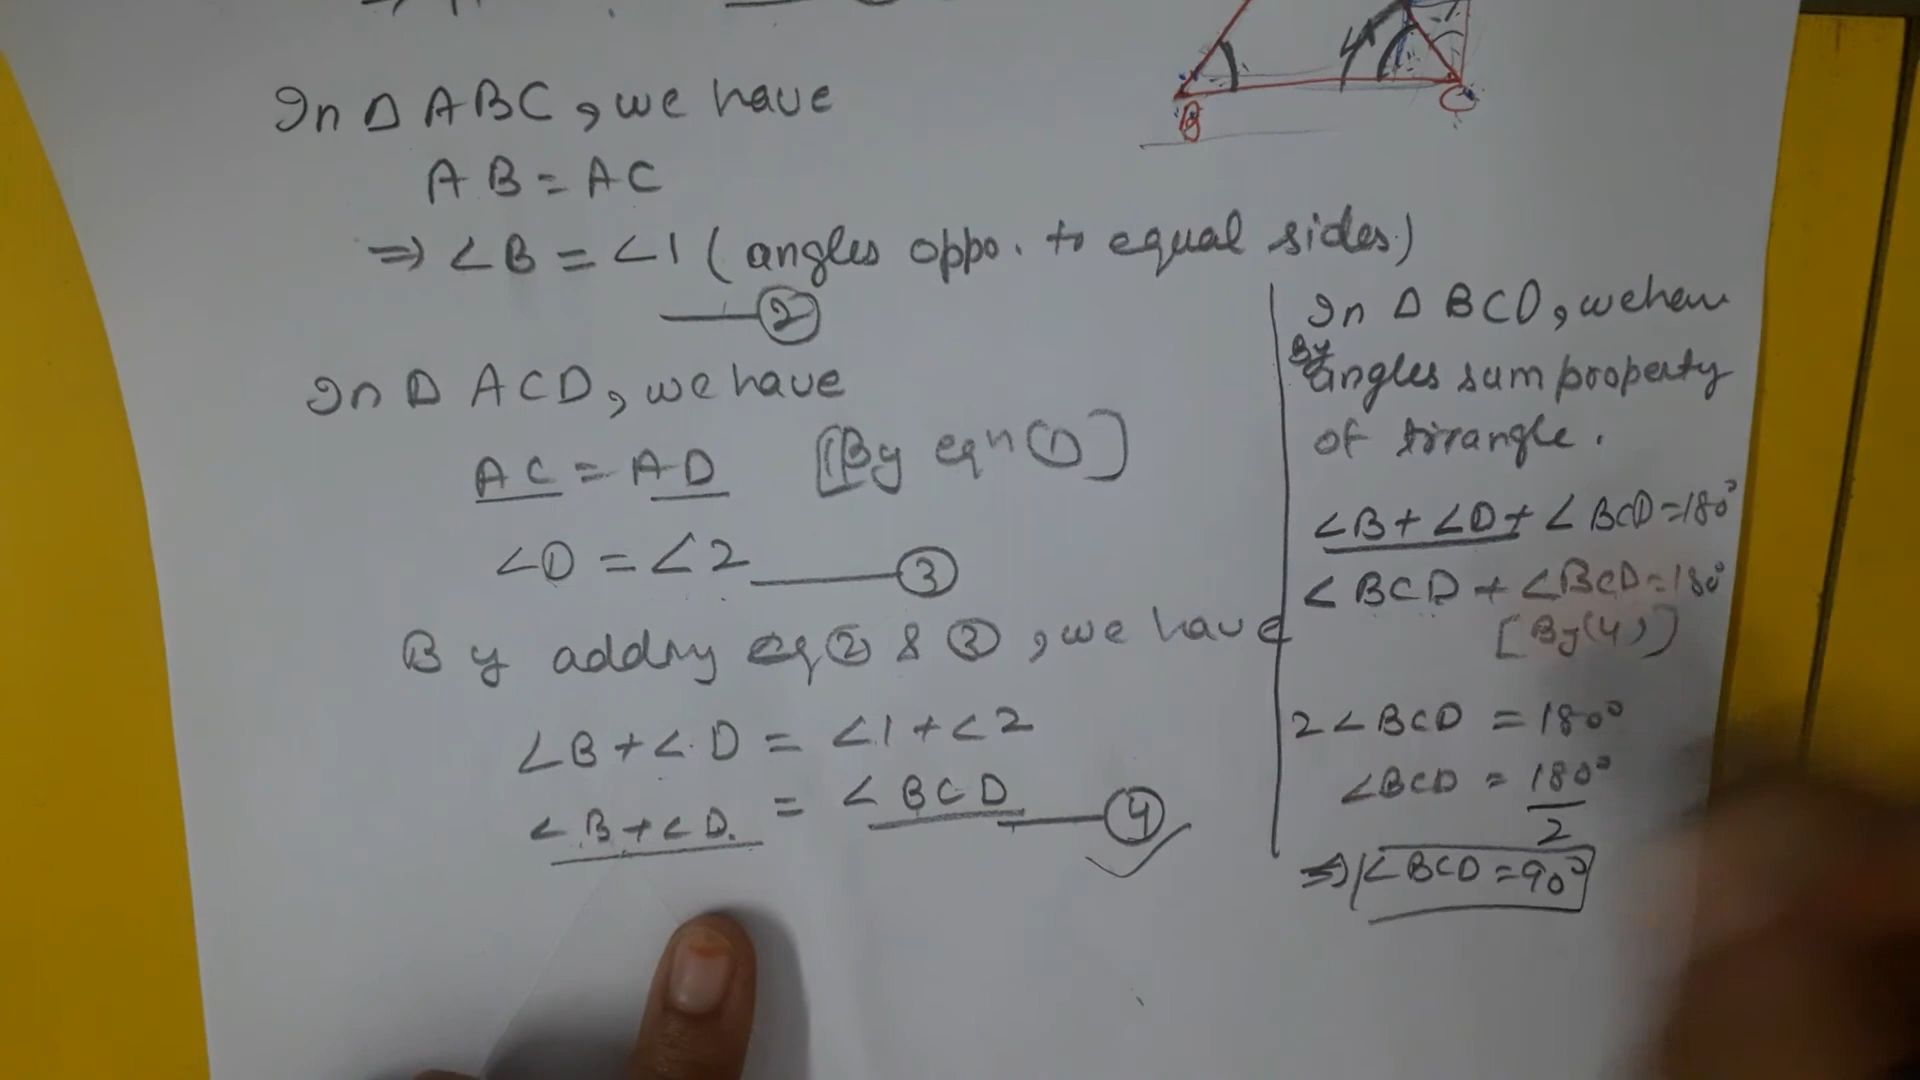 B
C
In Δ ABC, we have
AB = AC
⇒ ∠B = ∠1 (angles oppo. to equal sides)
2
In Δ ACD, we have
AC = AD [By eqn (1)]
∠D = ∠2 3
By adding eq 2 & 3, we have
∠B + ∠D = ∠1 + ∠2
∠B + ∠D. = ∠BCD 4
In Δ BCD, we have
By
angles sum property
of triangle.
∠B + ∠D + ∠BCD = 180°
∠BCD + ∠BCD = 180°
[By (4)]
2∠BCD = 180°
∠BCD = 180°
2
⇒ ∠BCD = 90°